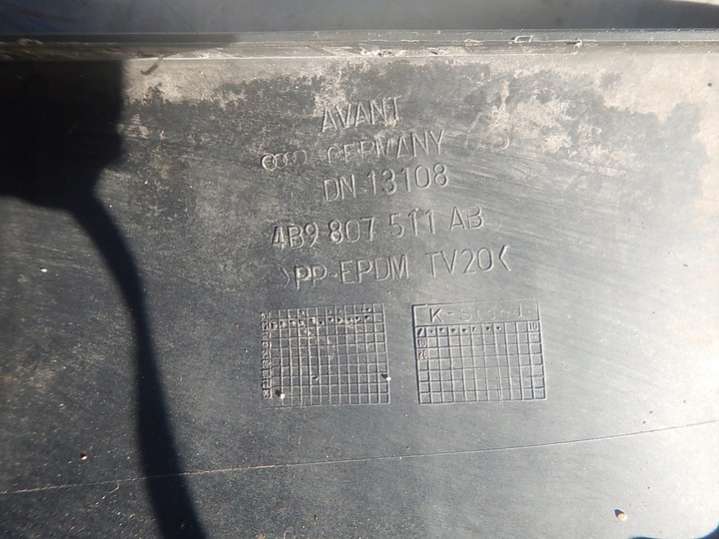 AVANT
GERMANY
DN-13108
4B9 807 511 AB
>PP-EPDM TV20<